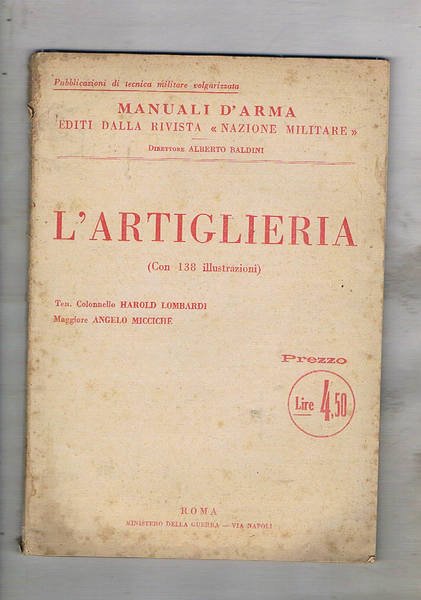 Pubblicazioni di tecnica militare volgarizzata
MANUALI D'ARMA
EDITI DALLA RIVISTA « NAZIONE MILITARE »
DIRETTORE ALBERTO BALDINI
L'ARTIGLIERIA
(Con 138 illustrazioni)
Ten. Colonnello HAROLD LOMBARDI
Maggiore ANGELO MICCICHÈ
Prezzo
Lire 4,50
ROMA
MINISTERO DELLA GUERRA - VIA NAPOLI